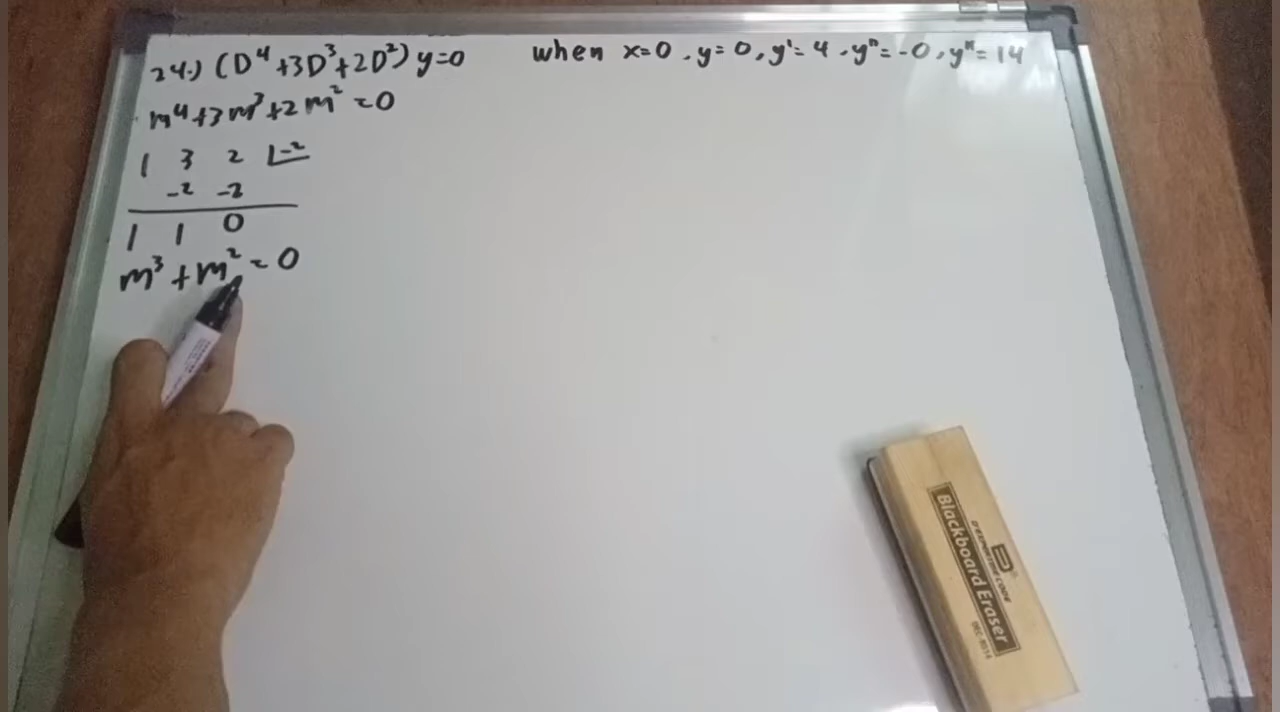 24.) (D⁴+3D³+2D²)y=0 when x=0, y=0, y'=4, y"=-0, y"=14
m⁴+3m³+2m²=0
1 3 2 |-2
-2 -2
1 1 0
m³+m²=0
Blackboard Eraser